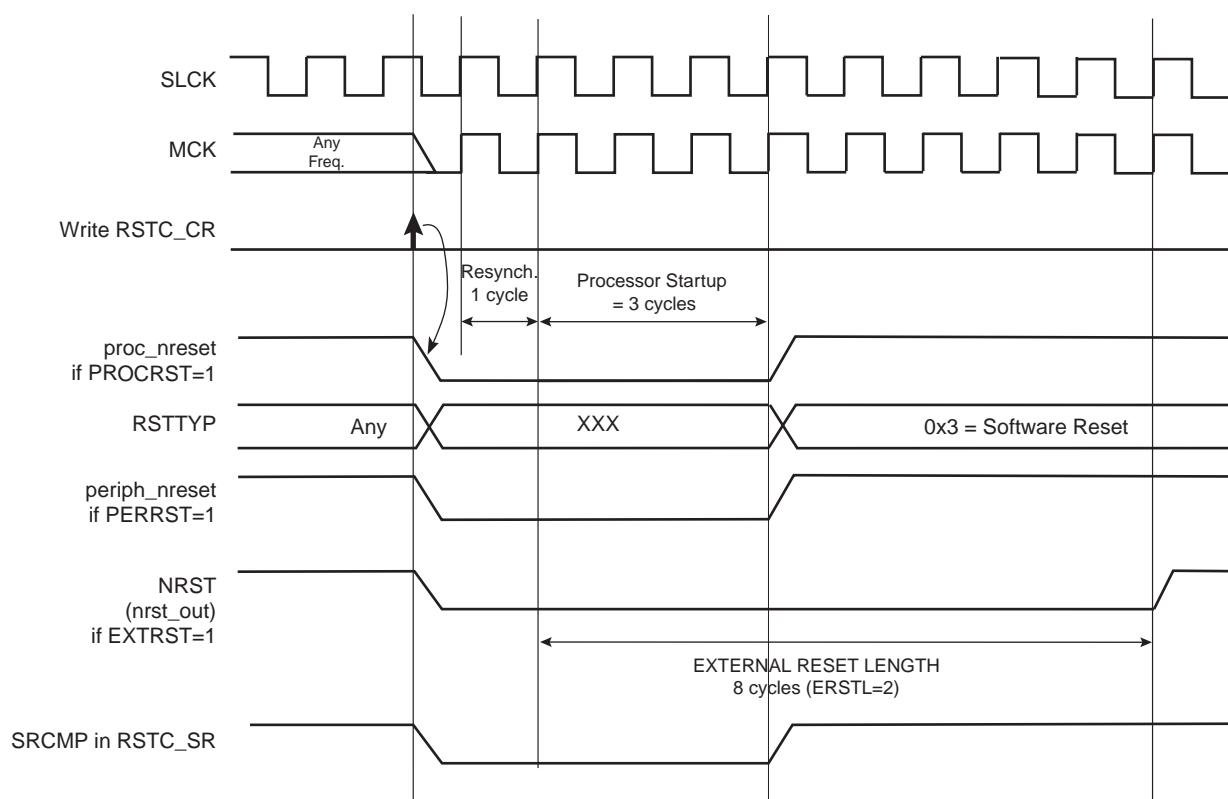 SLCK
MCK
Any
Freq.
Write RSTC_CR
Resynch.
1 cycle
Processor Startup
= 3 cycles
proc_nreset
if PROCRST=1
RSTTYP
Any
XXX
0x3 = Software Reset
periph_nreset
if PERRST=1
NRST
(nrst_out)
if EXTRST=1
EXTERNAL RESET LENGTH
8 cycles (ERSTL=2)
SRCMP in RSTC_SR